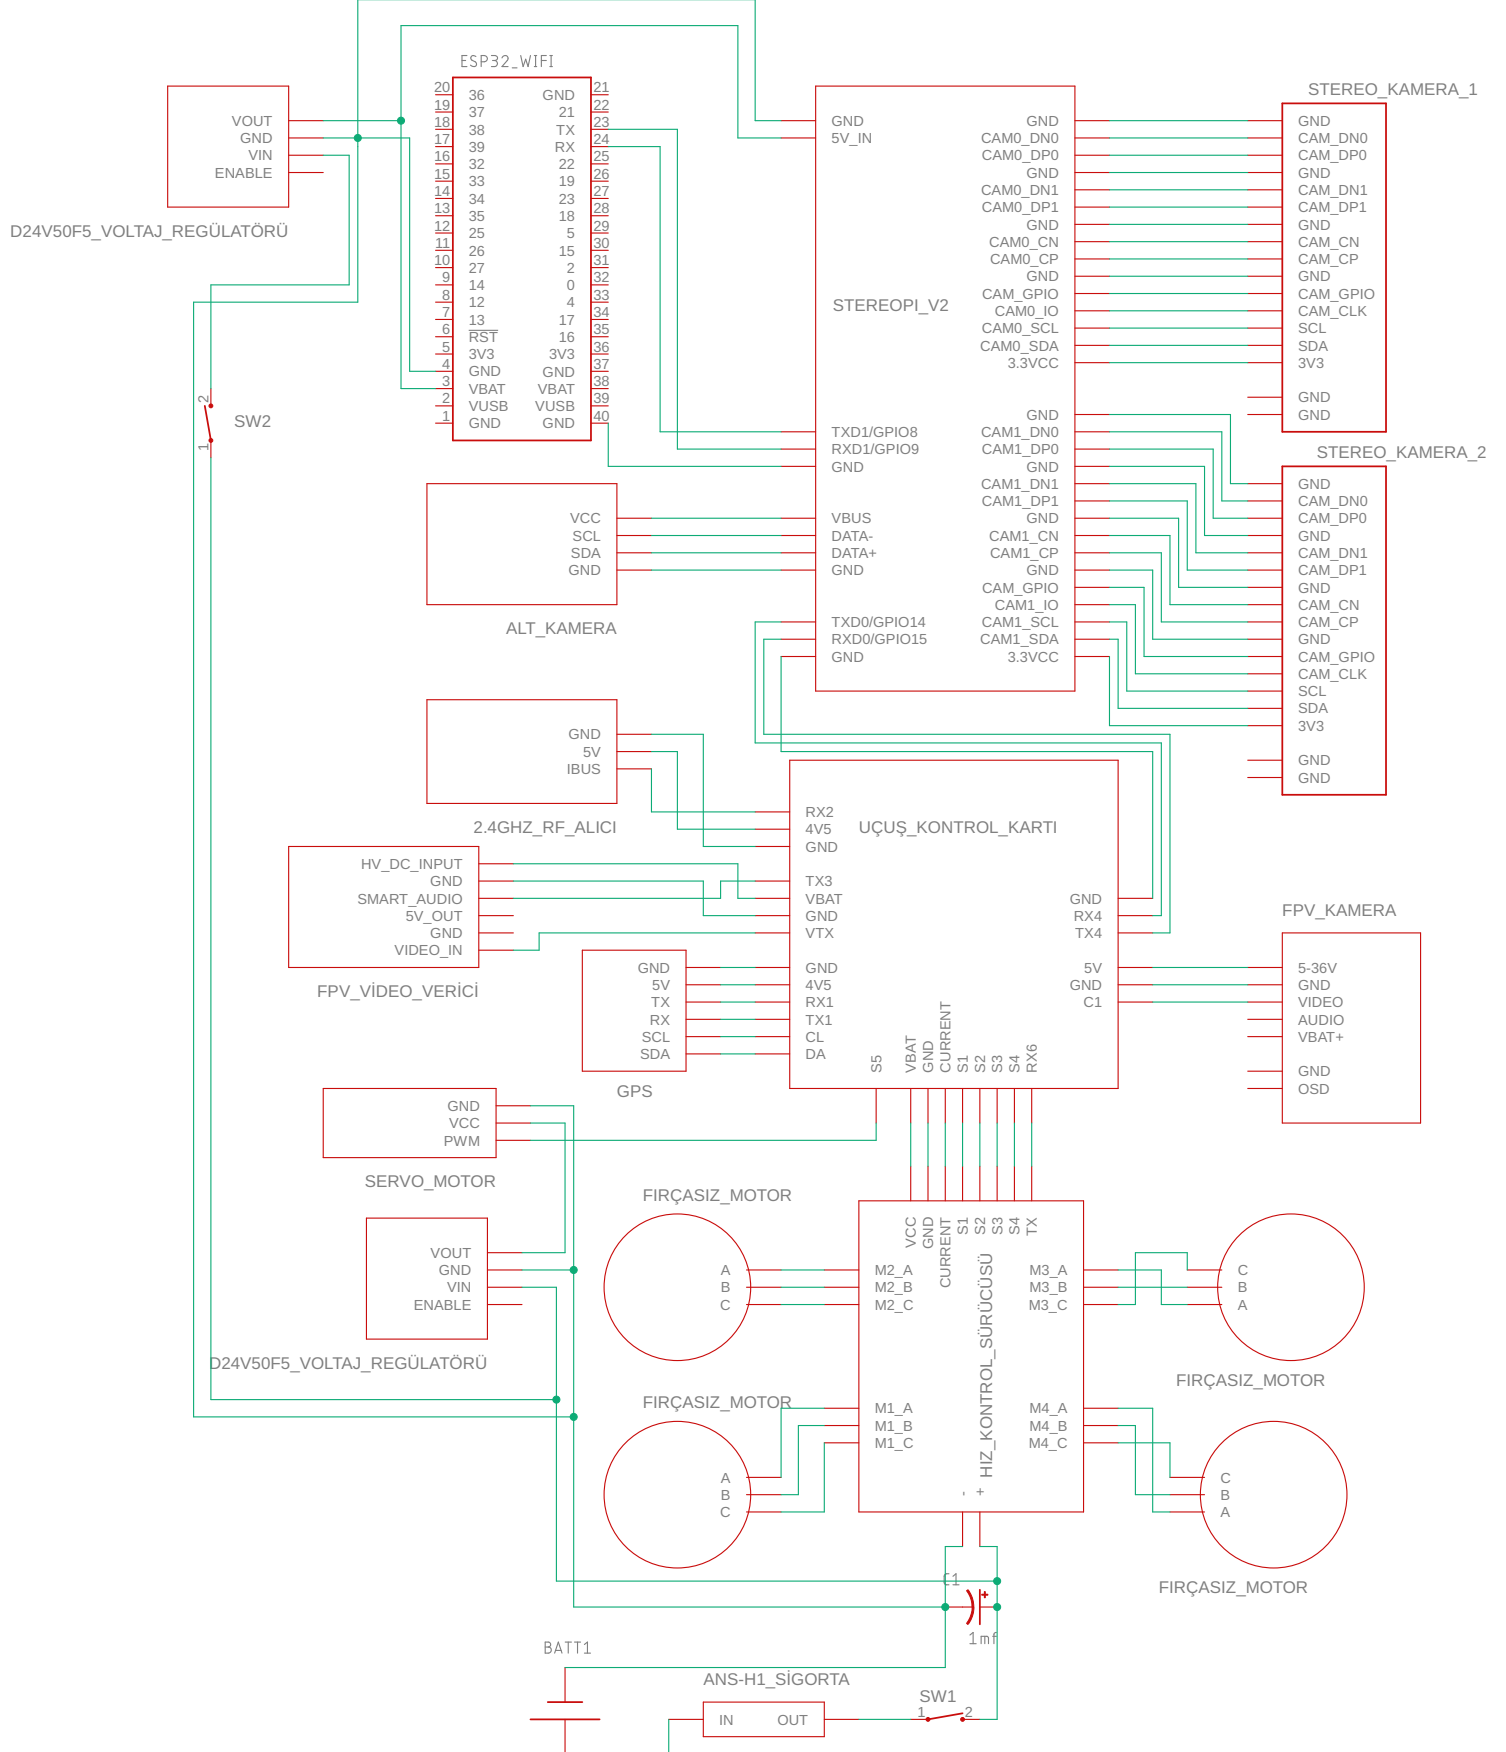 ESP32_WIFI
20 36 GND 21
19 37 21 22
18 38 TX 23
17 39 RX 24
16 32 22 25
15 33 19 26
14 34 23 27
13 35 18 28
12 25 5 29
11 26 15 30
10 27 2 31
9 14 0 32
8 12 4 33
7 13 17 34
6 RST 16 35
5 3V3 3V3 36
4 GND GND 37
3 VBAT VBAT 38
2 VUSB VUSB 39
1 GND GND 40
VOUT
GND
VIN
ENABLE
D24V50F5_VOLTAJ_REGÜLATÖRÜ
2
SW2
1
STEREOPI_V2
GND
5V_IN
TXD1/GPIO8
RXD1/GPIO9
GND
VBUS
DATA-
DATA+
GND
TXD0/GPIO14
RXD0/GPIO15
GND
GND
CAM0_DN0
CAM0_DP0
GND
CAM0_DN1
CAM0_DP1
GND
CAM0_CN
CAM0_CP
GND
CAM_GPIO
CAM0_IO
CAM0_SCL
CAM0_SDA
3.3VCC
GND
CAM1_DN0
CAM1_DP0
GND
CAM1_DN1
CAM1_DP1
GND
CAM1_CN
CAM1_CP
GND
CAM_GPIO
CAM1_IO
CAM1_SCL
CAM1_SDA
3.3VCC
STEREO_KAMERA_1
GND
CAM_DN0
CAM_DP0
GND
CAM_DN1
CAM_DP1
GND
CAM_CN
CAM_CP
GND
CAM_GPIO
CAM_CLK
SCL
SDA
3V3
GND
GND
STEREO_KAMERA_2
GND
CAM_DN0
CAM_DP0
GND
CAM_DN1
CAM_DP1
GND
CAM_CN
CAM_CP
GND
CAM_GPIO
CAM_CLK
SCL
SDA
3V3
GND
GND
VCC
SCL
SDA
GND
ALT_KAMERA
GND
5V
IBUS
2.4GHZ_RF_ALICI
HV_DC_INPUT
GND
SMART_AUDIO
5V_OUT
GND
VIDEO_IN
FPV_VİDEO_VERİCİ
GND
5V
TX
RX
SCL
SDA
GPS
UÇUŞ_KONTROL_KARTI
RX2
4V5
GND
TX3
VBAT
GND
VTX
GND
4V5
RX1
TX1
CL
DA
GND
RX4
TX4
5V
GND
C1
S5
VBAT
GND
CURRENT
S1
S2
S3
S4
RX6
FPV_KAMERA
5-36V
GND
VIDEO
AUDIO
VBAT+
GND
OSD
GND
VCC
PWM
SERVO_MOTOR
VOUT
GND
VIN
ENABLE
D24V50F5_VOLTAJ_REGÜLATÖRÜ
FIRÇASIZ_MOTOR
A
B
C
FIRÇASIZ_MOTOR
A
B
C
VCC
GND
CURRENT
S1
S2
S3
S4
TX
HIZ_KONTROL_SÜRÜCÜSÜ
M2_A
M2_B
M2_C
M1_A
M1_B
M1_C
M3_A
M3_B
M3_C
M4_A
M4_B
M4_C
- +
C
B
A
FIRÇASIZ_MOTOR
C
B
A
FIRÇASIZ_MOTOR
C1
+
1mf
BATT1
ANS-H1_SİGORTA
IN OUT
SW1
1 2